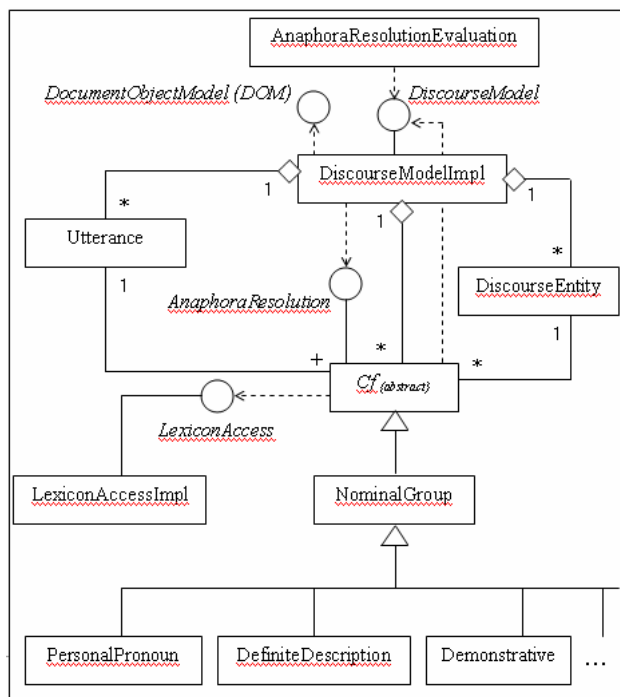 AnaphoraResolutionEvaluation
DocumentObjectModel (DOM)
DiscourseModel
DiscourseModelImpl
1
1
1
*
Utterance
1
*
DiscourseEntity
1
AnaphoraResolution
+
*
*
Cf {abstract}
LexiconAccess
LexiconAccessImpl
NominalGroup
PersonalPronoun
DefiniteDescription
Demonstrative
...